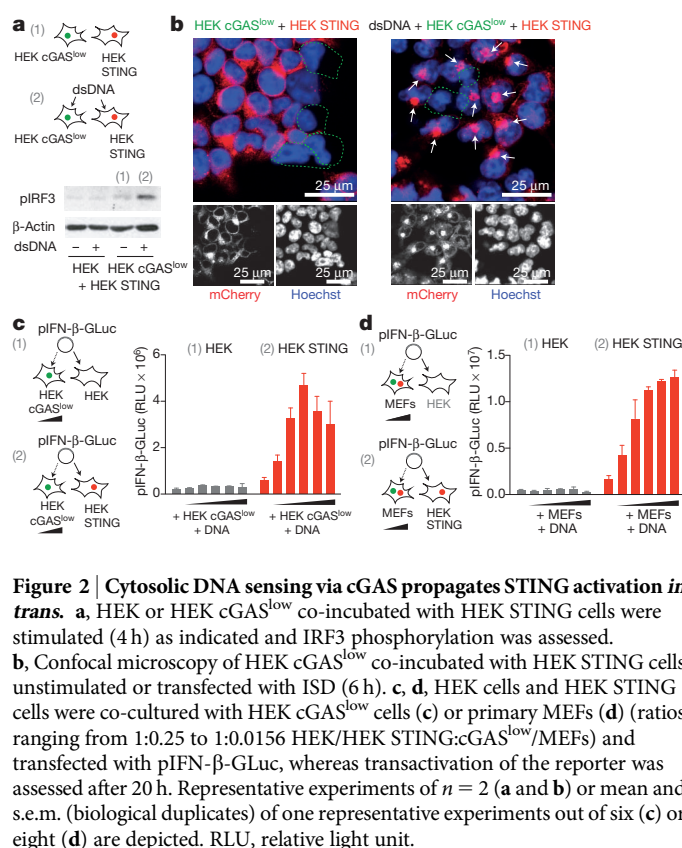 a
(1)
HEK cGASlow
HEK
STING
dsDNA
(2)
HEK cGASlow
HEK
STING
(1) (2)
pIRF3
β-Actin
dsDNA − + − +
HEK HEK cGASlow
+ HEK STING
b
HEK cGASlow + HEK STING
dsDNA + HEK cGASlow + HEK STING
25 μm
25 μm
25 μm
25 μm
25 μm
25 μm
mCherry
Hoechst
mCherry
Hoechst
c
pIFN-β-GLuc
(1)
HEK
cGASlow
HEK
pIFN-β-GLuc
(2)
HEK
cGASlow
HEK
STING
pIFN-β-GLuc (RLU × 10⁶)
6
4
2
0
(1) HEK
(2) HEK STING
+ HEK cGASlow
+ DNA
+ HEK cGASlow
+ DNA
d
pIFN-β-GLuc
(1)
MEFs
HEK
pIFN-β-GLuc
(2)
MEFs
HEK
STING
pIFN-β-GLuc (RLU × 10⁷)
1.5
1.0
0.5
0
(1) HEK
(2) HEK STING
+ MEFs
+ DNA
+ MEFs
+ DNA
Figure 2 | Cytosolic DNA sensing via cGAS propagates STING activation in
trans. a, HEK or HEK cGASlow co-incubated with HEK STING cells were
stimulated (4 h) as indicated and IRF3 phosphorylation was assessed.
b, Confocal microscopy of HEK cGASlow co-incubated with HEK STING cells
unstimulated or transfected with ISD (6 h). c, d, HEK cells and HEK STING
cells were co-cultured with HEK cGASlow cells (c) or primary MEFs (d) (ratios
ranging from 1:0.25 to 1:0.0156 HEK/HEK STING:cGASlow/MEFs) and
transfected with pIFN-β-GLuc, whereas transactivation of the reporter was
assessed after 20 h. Representative experiments of n = 2 (a and b) or mean and
s.e.m. (biological duplicates) of one representative experiments out of six (c) or
eight (d) are depicted. RLU, relative light unit.